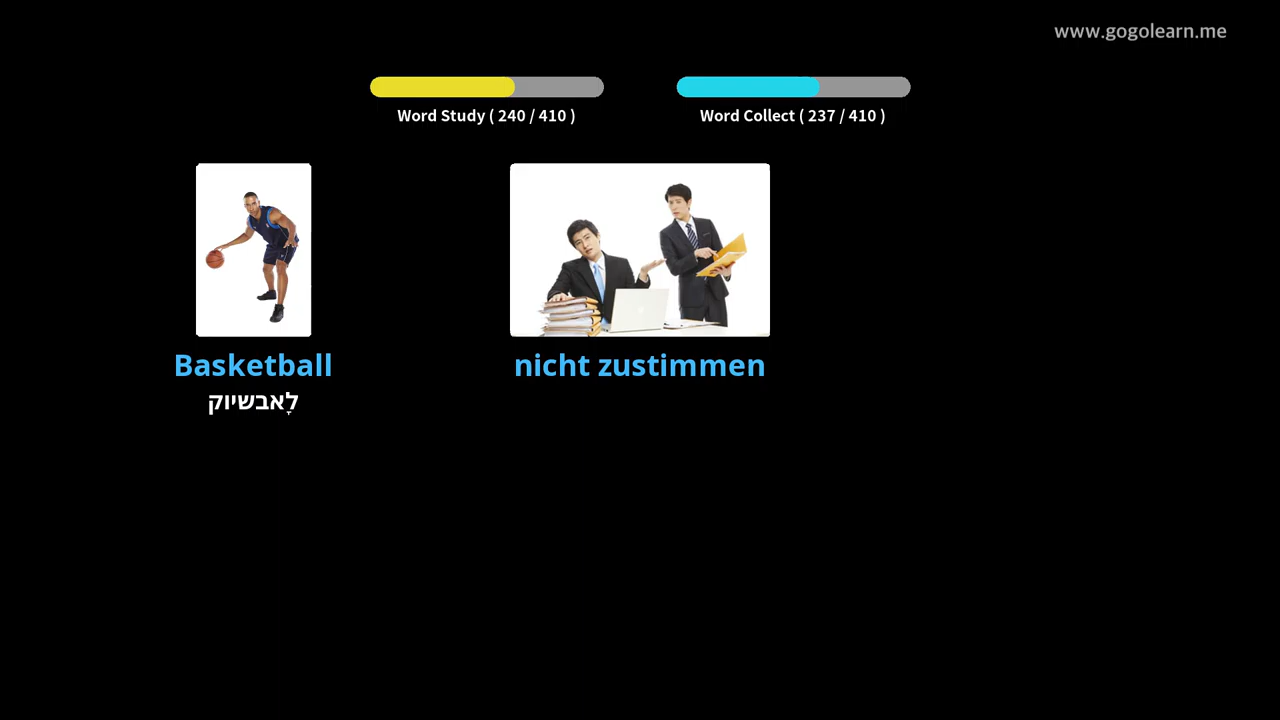 www.gogolearn.me
Word Study ( 240 / 410 )
Word Collect ( 237 / 410 )
Basketball
לָאבשיוק
nicht zustimmen